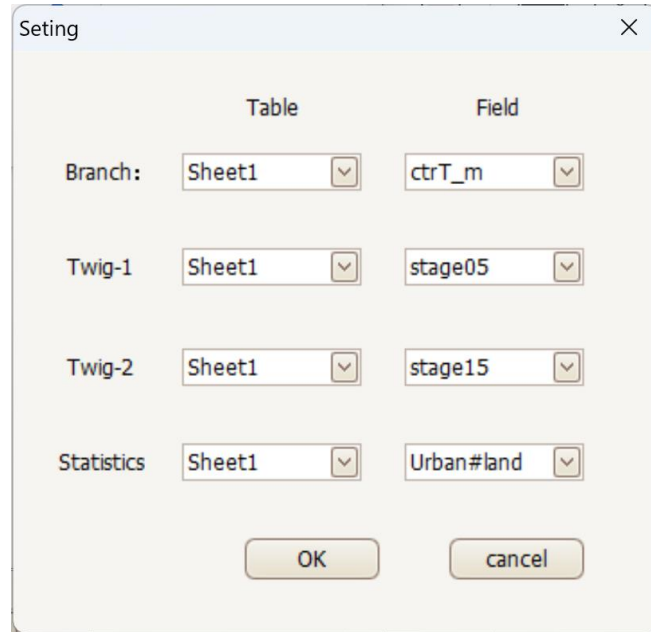 Seting
Table Field
Branch: Sheet1 ctrT_m
Twig-1 Sheet1 stage05
Twig-2 Sheet1 stage15
Statistics Sheet1 Urban#land
OK cancel